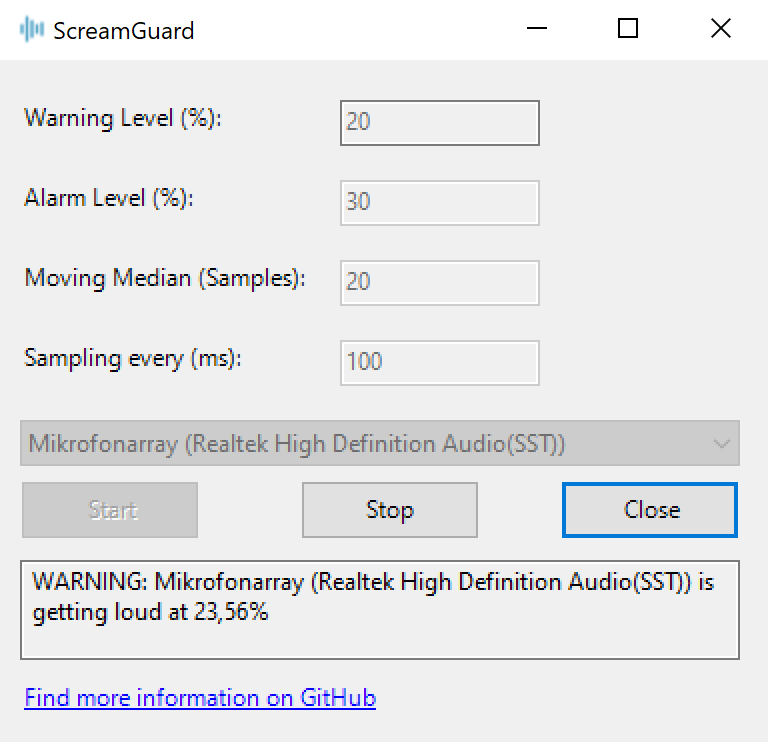 ScreamGuard
Warning Level (%):
20
Alarm Level (%):
30
Moving Median (Samples):
20
Sampling every (ms):
100
Mikrofonarray (Realtek High Definition Audio(SST))
Start
Stop
Close
WARNING: Mikrofonarray (Realtek High Definition Audio(SST)) is
getting loud at 23,56%
Find more information on GitHub